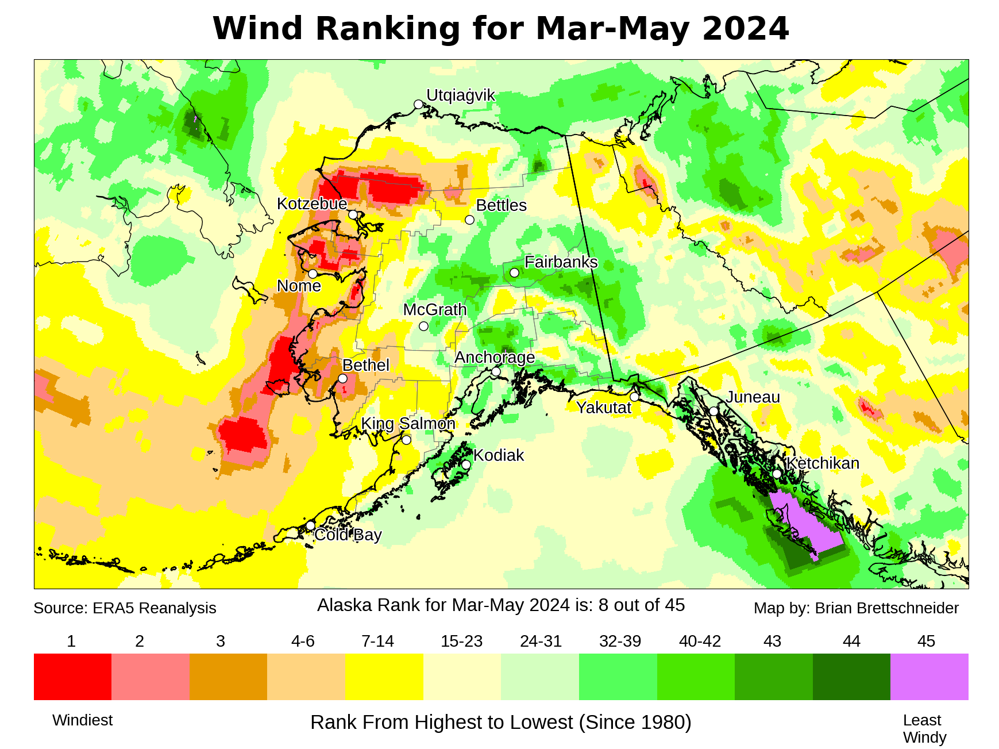 Wind Ranking for Mar-May 2024
Utqiaġvik
Kotzebue
Bettles
Fairbanks
Nome
McGrath
Anchorage
Bethel
Juneau
Yakutat
King Salmon
Kodiak
Ketchikan
Cold Bay
Source: ERA5 Reanalysis
Alaska Rank for Mar-May 2024 is: 8 out of 45
Map by: Brian Brettschneider
1 2 3 4-6 7-14 15-23 24-31 32-39 40-42 43 44 45
Windiest
Rank From Highest to Lowest (Since 1980)
Least
Windy